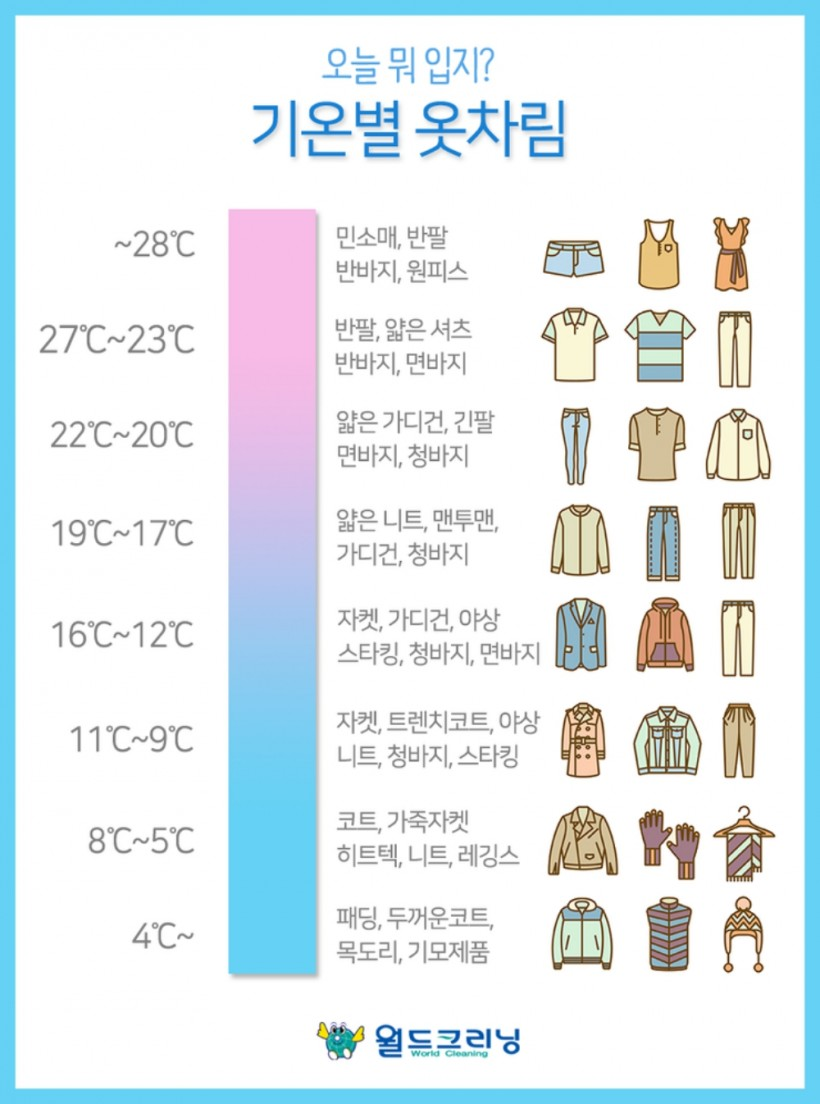 오늘 뭐 입지?
기온별 옷차림
~28℃
민소매, 반팔
반바지, 원피스
27℃~23℃
반팔, 얇은 셔츠
반바지, 면바지
22℃~20℃
얇은 가디건, 긴팔
면바지, 청바지
19℃~17℃
얇은 니트, 맨투맨,
가디건, 청바지
16℃~12℃
자켓, 가디건, 야상
스타킹, 청바지, 면바지
11℃~9℃
자켓, 트렌치코트, 야상
니트, 청바지, 스타킹
8℃~5℃
코트, 가죽자켓
히트텍, 니트, 레깅스
4℃~
패딩, 두꺼운코트,
목도리, 기모제품
월드크리닝
World Cleaning